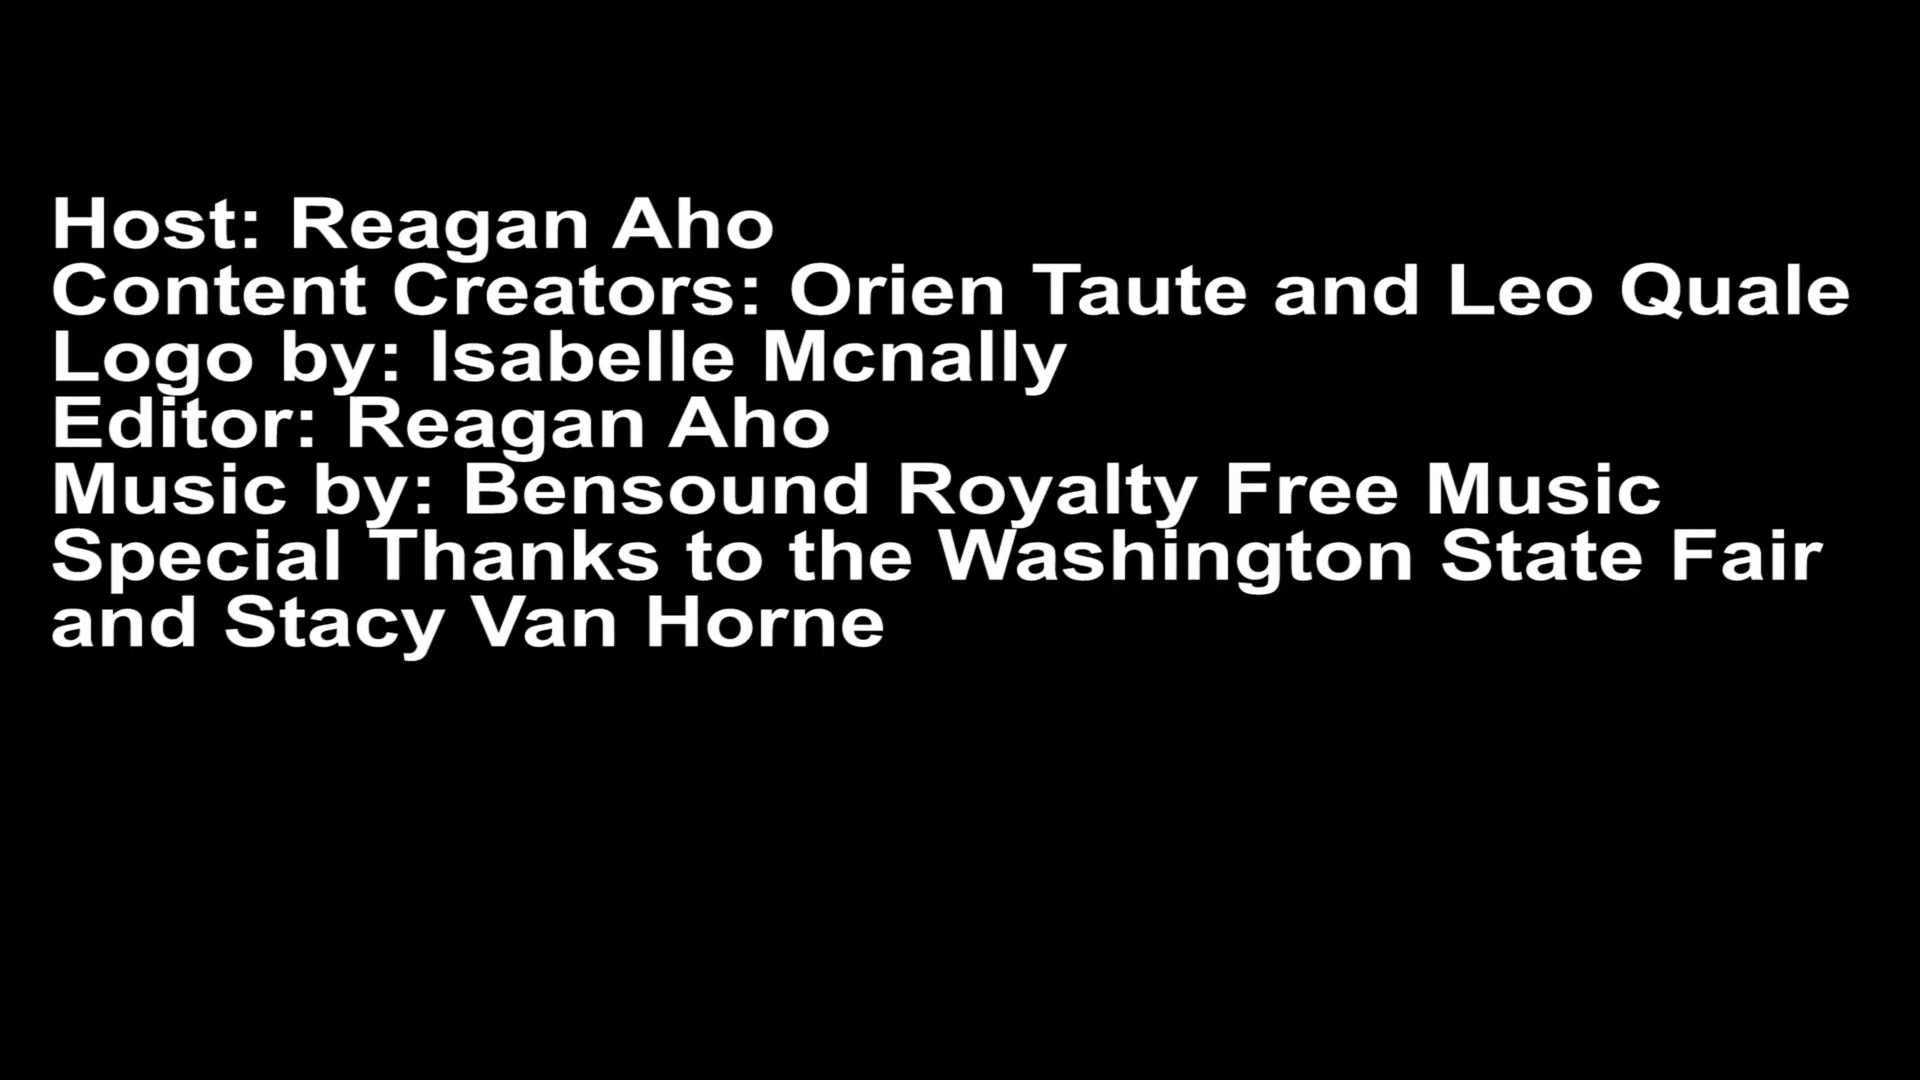 Host: Reagan Aho
Content Creators: Orien Taute and Leo Quale
Logo by: Isabelle Mcnally
Editor: Reagan Aho
Music by: Bensound Royalty Free Music
Special Thanks to the Washington State Fair
and Stacy Van Horne